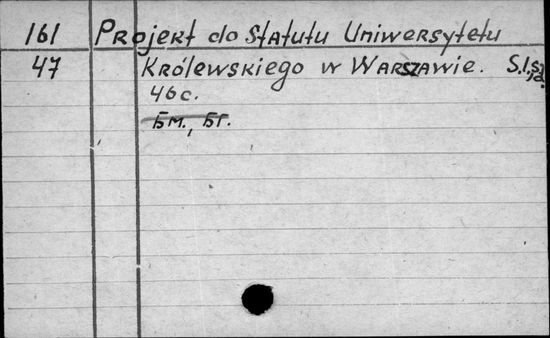 161 Projekt do Statutu Uniwersytetu
47 Królewskiego w Warszawie. S.l.s.a.
46 c.
Бм., Бг.